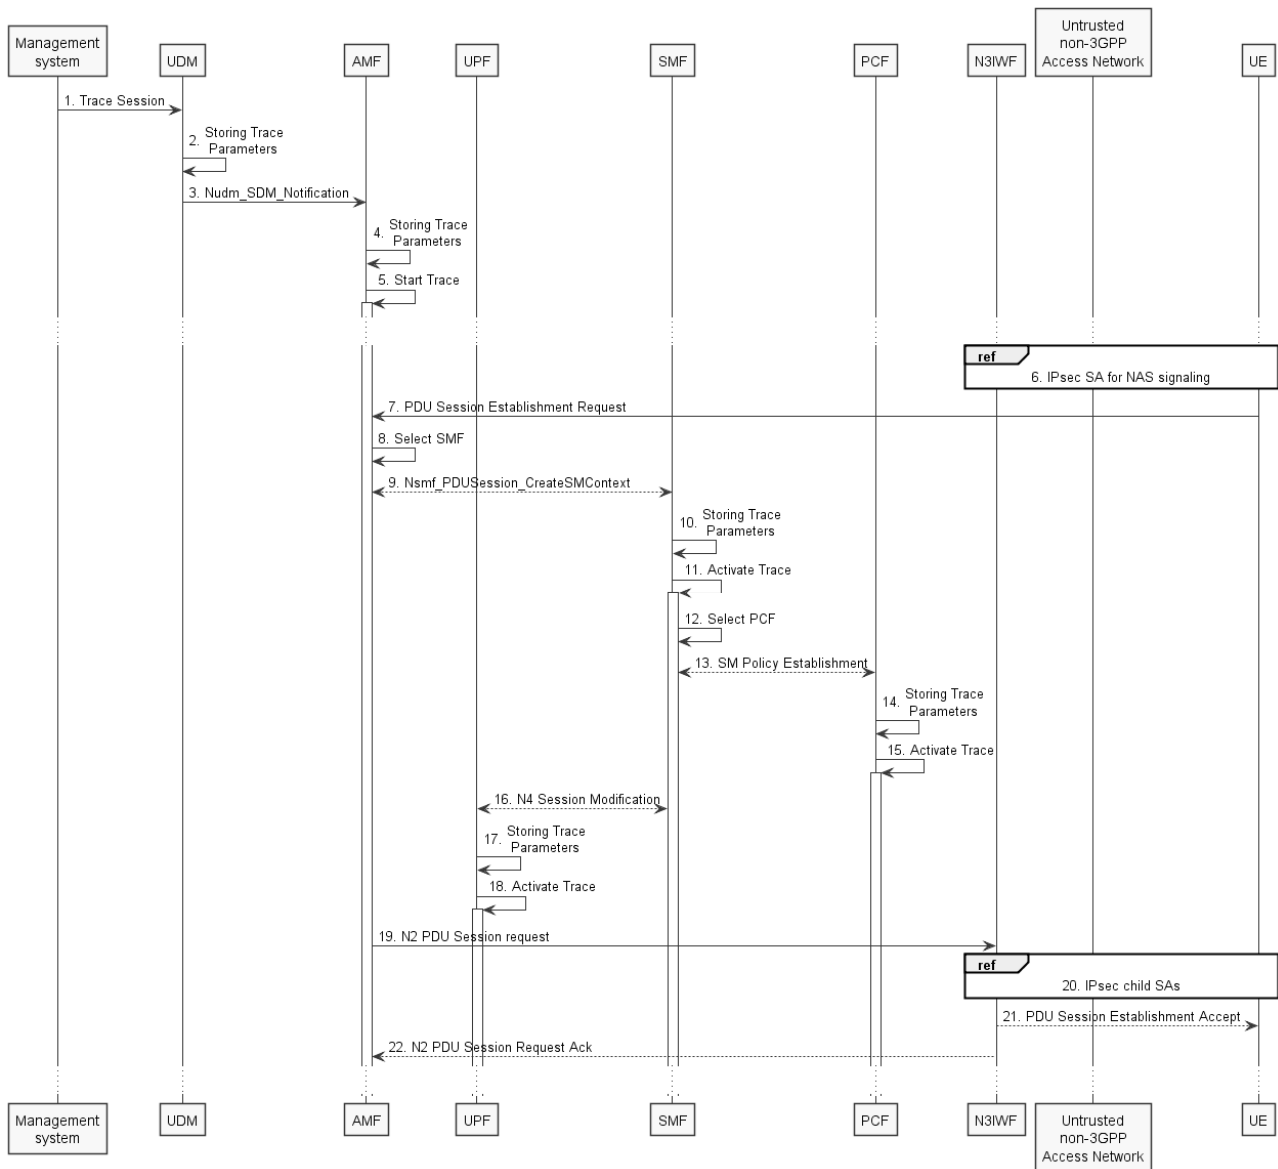 Untrusted
non-3GPP
Access Network
Management
system
UDM
AMF
UPF
SMF
PCF
N3IWF
UE
1. Trace Session
2. Storing Trace
Parameters
3. Nudm_SDM_Notification
4. Storing Trace
Parameters
5. Start Trace
ref
6. IPsec SA for NAS signaling
7. PDU Session Establishment Request
8. Select SMF
9. Nsmf_PDUSession_CreateSMContext
10. Storing Trace
Parameters
11. Activate Trace
12. Select PCF
13. SM Policy Establishment
14. Storing Trace
Parameters
15. Activate Trace
16. N4 Session Modification
17. Storing Trace
Parameters
18. Activate Trace
19. N2 PDU Session request
ref
20. IPsec child SAs
21. PDU Session Establishment Accept
22. N2 PDU Session Request Ack
Management
system
UDM
AMF
UPF
SMF
PCF
N3IWF
Untrusted
non-3GPP
Access Network
UE